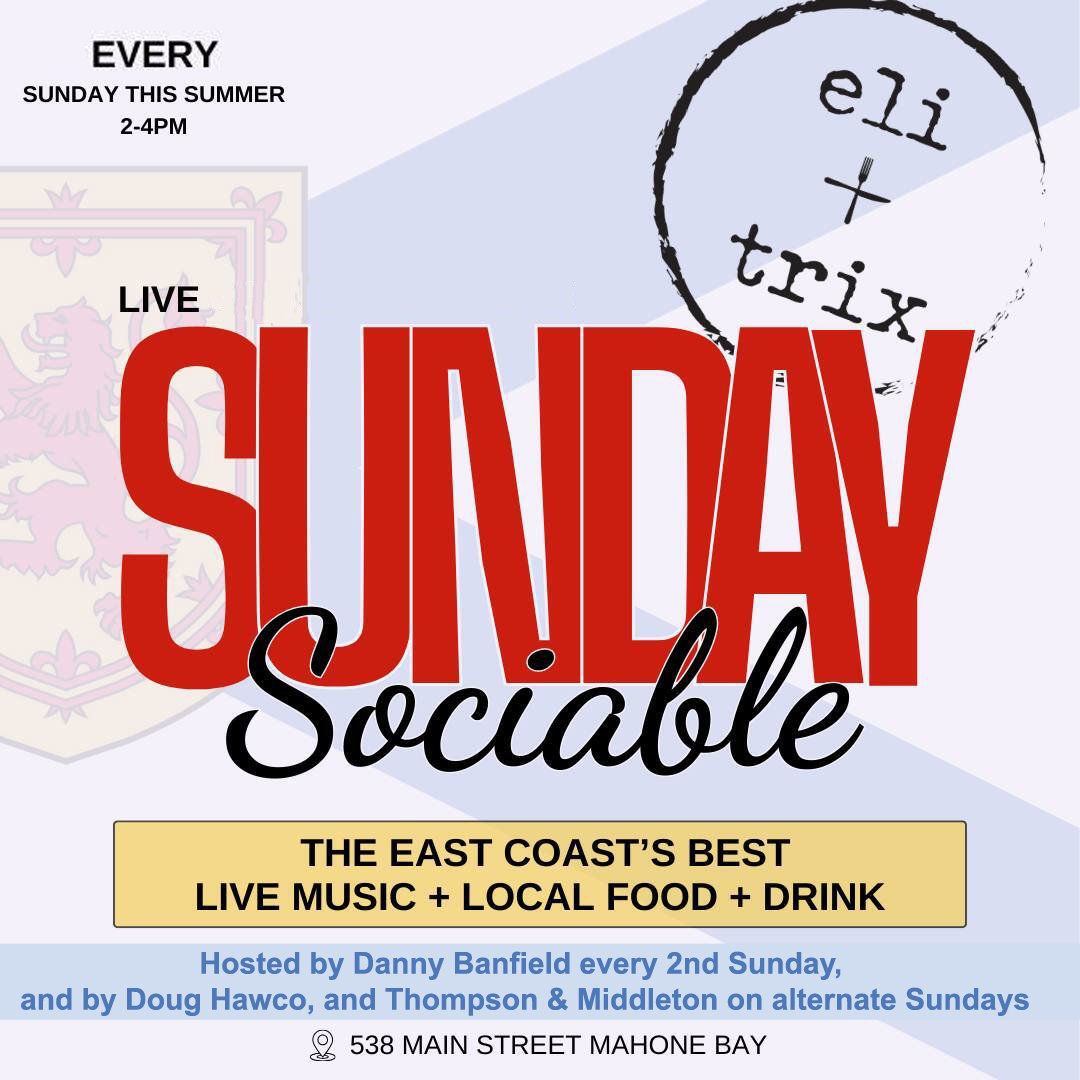 EVERY
SUNDAY THIS SUMMER
2-4PM
eli
+
trix
LIVE
SUNDAY
Sociable
THE EAST COAST’S BEST
LIVE MUSIC + LOCAL FOOD + DRINK
Hosted by Danny Banfield every 2nd Sunday,
and by Doug Hawco, and Thompson & Middleton on alternate Sundays
538 MAIN STREET MAHONE BAY